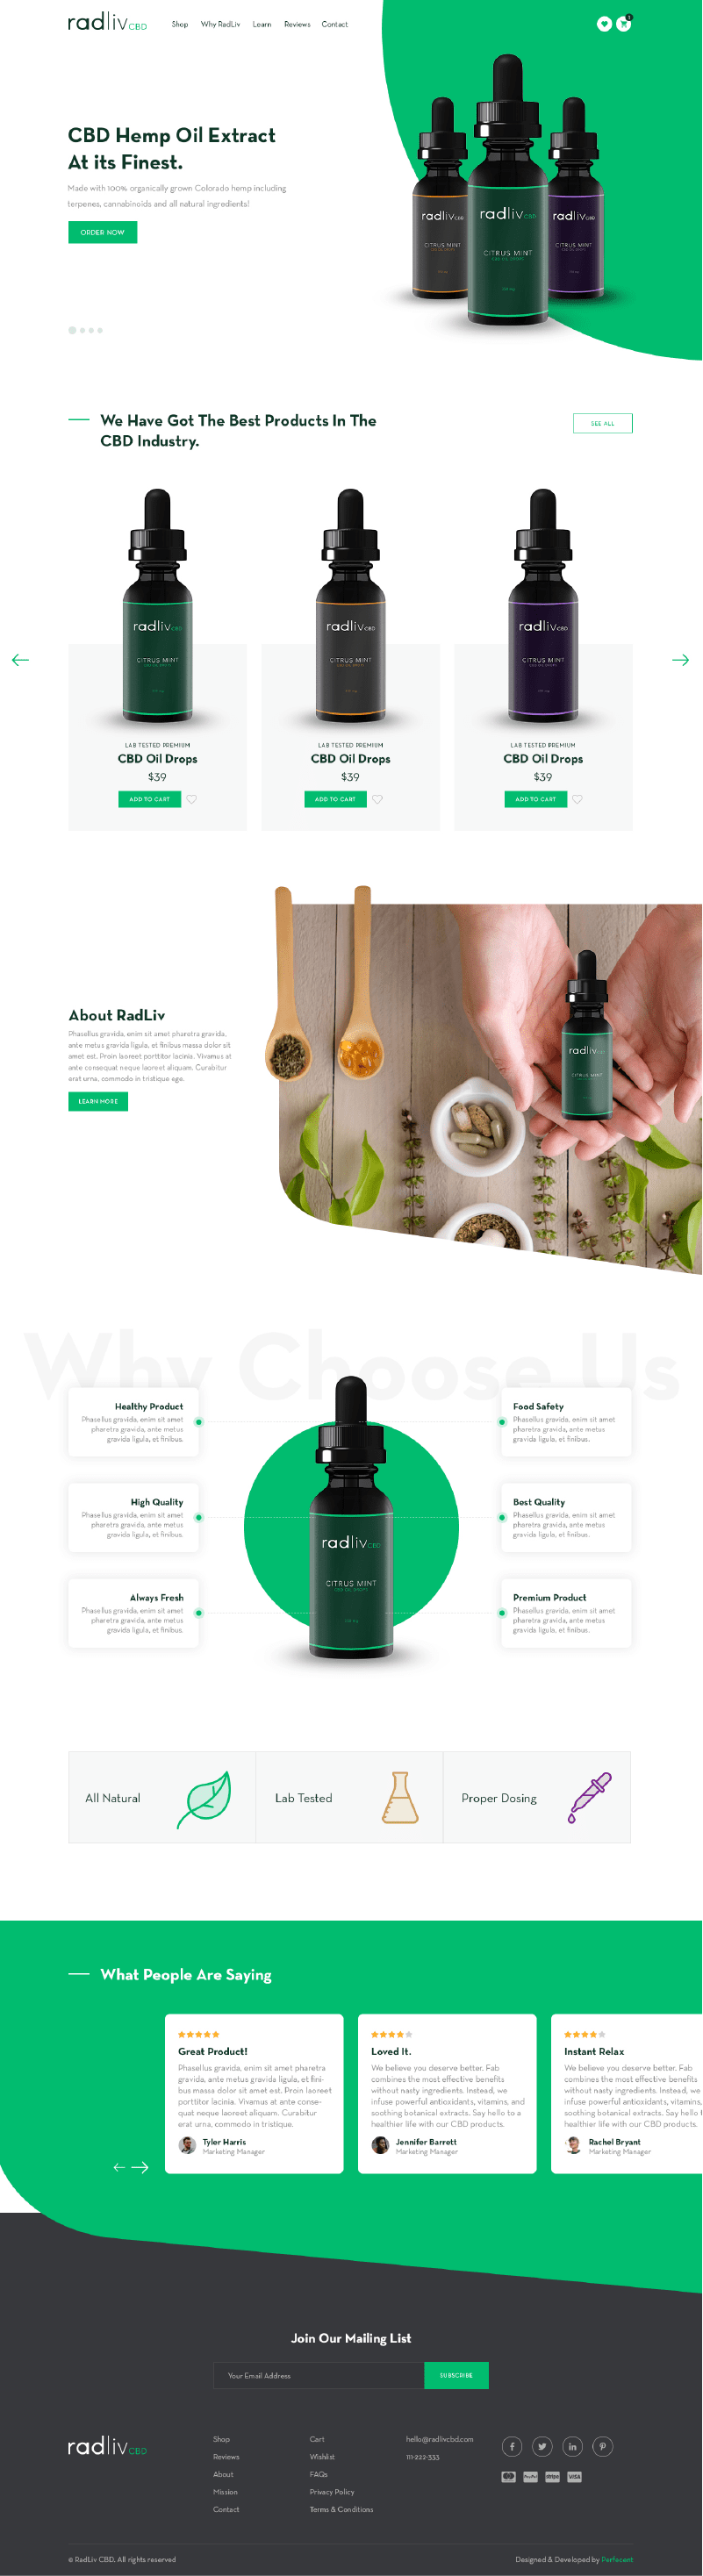 radliv CBD
Shop Why RadLiv Learn Reviews Contact
CBD Hemp Oil Extract
At its Finest.
Made with 100% organically grown Colorado hemp including
terpenes, cannabinoids and all natural ingredients!
ORDER NOW
radliv CBD
CITRUS MINT
radliv CBD
CITRUS MINT
radliv CBD
CITRUS MINT
We Have Got The Best Products In The
CBD Industry.
SEE ALL
radliv CBD
CITRUS MINT
radliv CBD
CITRUS MINT
radliv CBD
CITRUS MINT
LAB TESTED PREMIUM
CBD Oil Drops
$39
ADD TO CART
LAB TESTED PREMIUM
CBD Oil Drops
$39
ADD TO CART
LAB TESTED PREMIUM
CBD Oil Drops
$39
ADD TO CART
About RadLiv
Phasellus gravida, enim sit amet pharetra gravida,
ante metus gravida ligula, et finibus massa dolor sit
amet est. Proin laoreet porttitor lacinia. Vivamus at
ante consequat neque laoreet aliquam. Curabitur
erat urna, commodo in tristique ege.
LEARN MORE
radliv
CITRUS MINT
Why Choose Us
Healthy Product
Phasellus gravida, enim sit amet
pharetra gravida, ante metus
gravida ligula, et finibus.
High Quality
Phasellus gravida, enim sit amet
pharetra gravida, ante metus
gravida ligula, et finibus.
Always Fresh
Phasellus gravida, enim sit amet
pharetra gravida, ante metus
gravida ligula, et finibus.
radliv CBD
CITRUS MINT
CBD OIL DROPS
Food Safety
Phasellus gravida, enim sit amet
pharetra gravida, ante metus
gravida ligula, et finibus.
Best Quality
Phasellus gravida, enim sit amet
pharetra gravida, ante metus
gravida ligula, et finibus.
Premium Product
Phasellus gravida, enim sit amet
pharetra gravida, ante metus
gravida ligula, et finibus.
All Natural
Lab Tested
Proper Dosing
What People Are Saying
Great Product!
Phasellus gravida, enim sit amet pharetra
gravida, ante metus gravida ligula, et fini-
bus massa dolor sit amet est. Proin laoreet
porttitor lacinia. Vivamus at ante conse-
quat neque laoreet aliquam. Curabitur
erat urna, commodo in tristique.
Tyler Harris
Marketing Manager
Loved It.
We believe you deserve better. Fab
combines the most effective benefits
without nasty ingredients. Instead, we
infuse powerful antioxidants, vitamins, and
soothing botanical extracts. Say hello to a
healthier life with our CBD products.
Jennifer Barrett
Marketing Manager
Instant Relax
We believe you deserve better. Fab
combines the most effective benefits
without nasty ingredients. Instead, we
infuse powerful antioxidants, vitamins,
soothing botanical extracts. Say hello
healthier life with our CBD products.
Rachel Bryant
Marketing Manager
Join Our Mailing List
Your Email Address
SUBSCRIBE
radliv CBD
Shop
Reviews
About
Mission
Contact
Cart
Wishlist
FAQs
Privacy Policy
Terms & Conditions
hello@radlivcbd.com
111-222-333
PayPal stripe VISA
© RadLiv CBD. All rights reserved
Designed & Developed by Perfecent